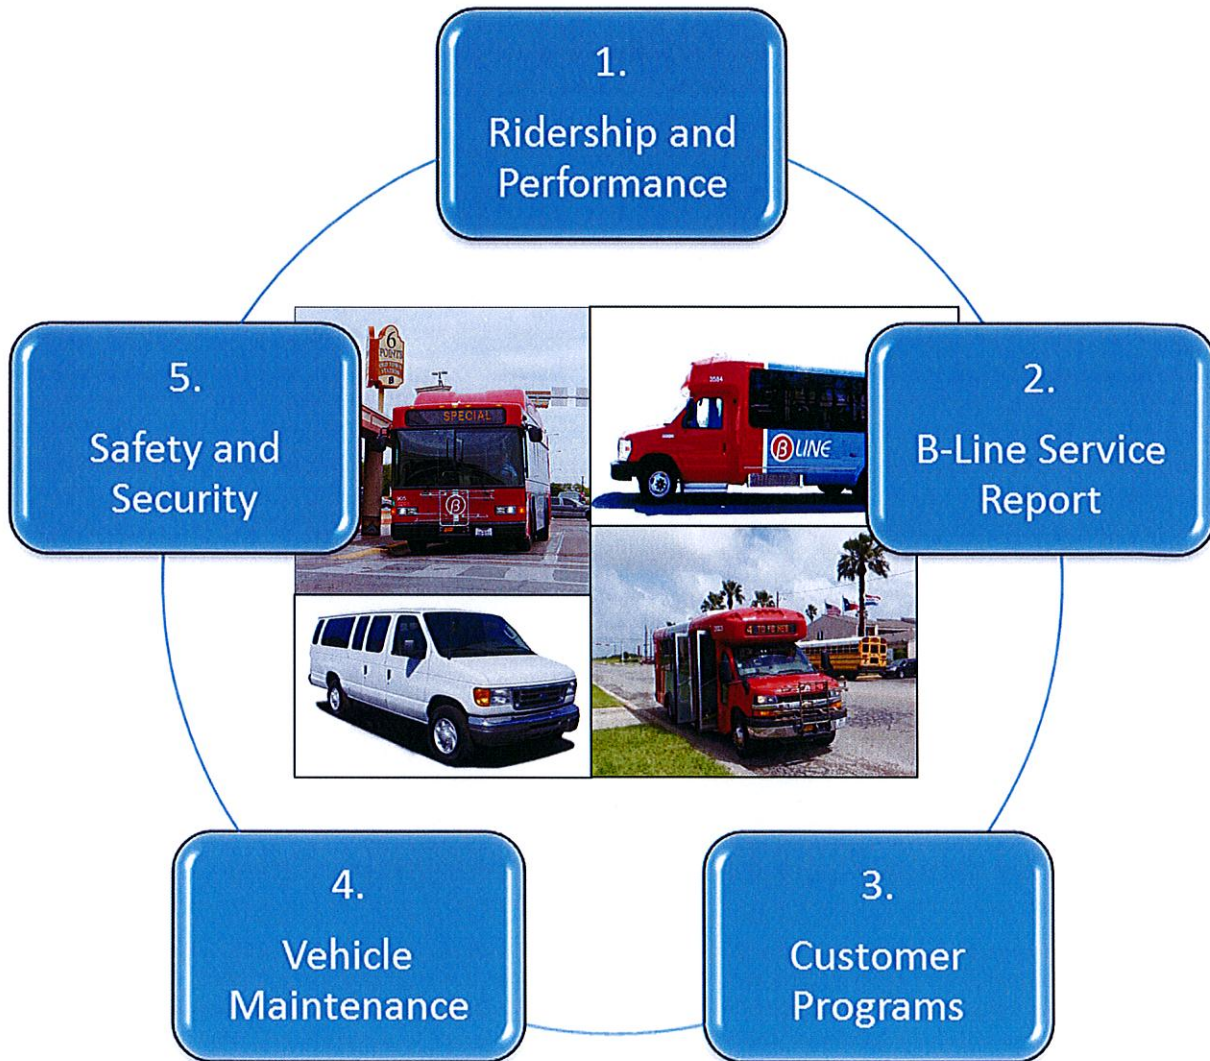 1.
Ridership and
Performance
5.
Safety and
Security
2.
B-Line Service
Report
6
POINTS
SPECIAL
β
3584
β LINE
4.
Vehicle
Maintenance
3.
Customer
Programs